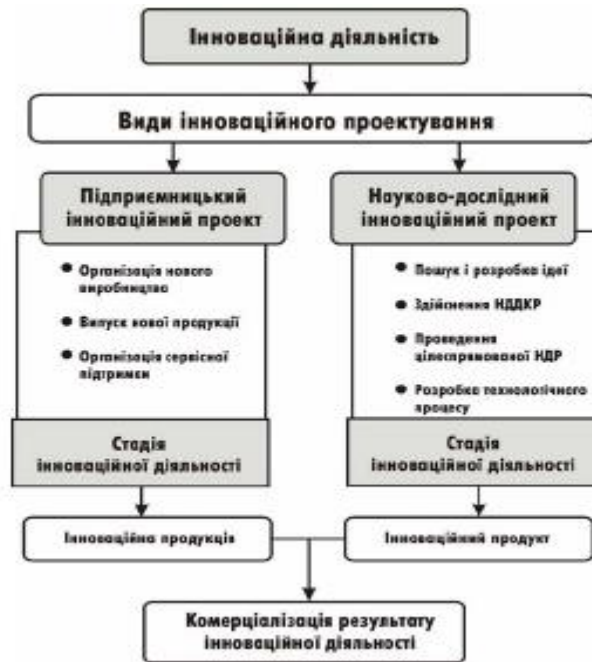 Інноваційна діяльність
Види інноваційного проектування
Підприємницький
інноваційний проект
Організація нового
виробництво
Випуск нової продукції
Організація сервісної
підтримки
Стадія
інноваційної діяльності
Інноваційна продукція
Науково-дослідний
інноваційний проект
Пошук і розробка ідеї
Здійснення НДДКР
Проведення
цілеспрямованої НДР
Розробка технологічного
процесу
Стадія
інноваційної діяльності
Інноваційний продукт
Комерціалізація результату
інноваційної діяльності